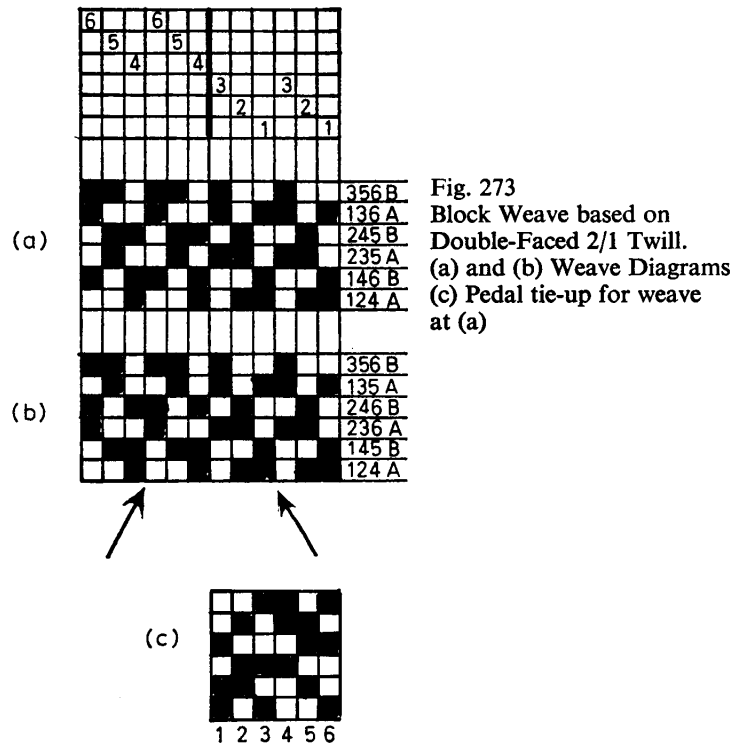 6 6
5 5
4 4
3 3
2 2
1 1
356 B
136 A
(a)
245 B
235 A
146 B
124 A
Fig. 273
Block Weave based on
Double-Faced 2/1 Twill.
(a) and (b) Weave Diagrams
(c) Pedal tie-up for weave
at (a)
356 B
135 A
(b)
246 B
236 A
145 B
124 A
(c)
1 2 3 4 5 6